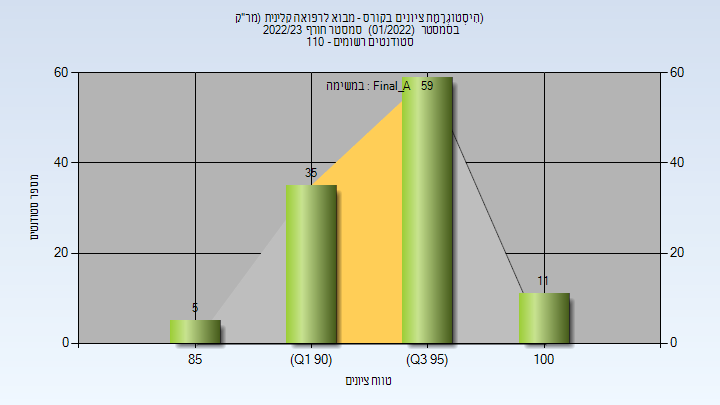 היסטוגרמת ציונים בקורס - מבוא לרפואה קלינית (מר"ק)
בסמסטר (01/2022) סמסטר חורף 2022/23
סטודנטים רשומים - 110
במשימה : Final_A
60
40
20
0
60
40
20
0
מספר סטודנטים
5
35
59
11
85
(Q1 90)
(Q3 95)
100
טווח ציונים